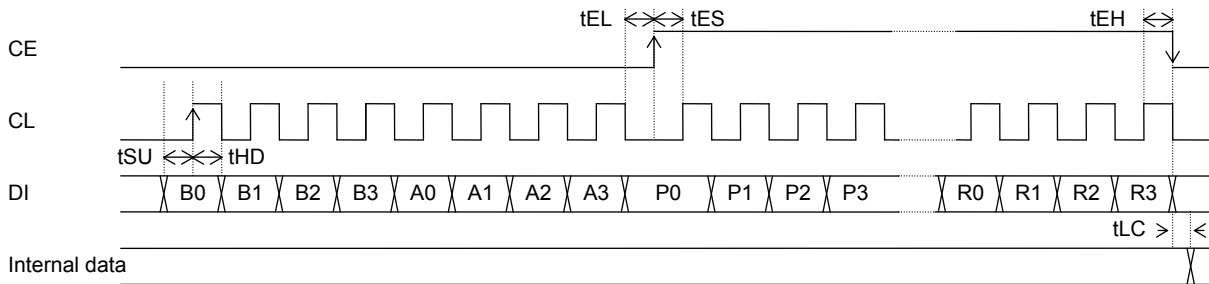 tEL tES tEH
CE
CL
tSU tHD
DI B0 B1 B2 B3 A0 A1 A2 A3 P0 P1 P2 P3 R0 R1 R2 R3
tLC
Internal data